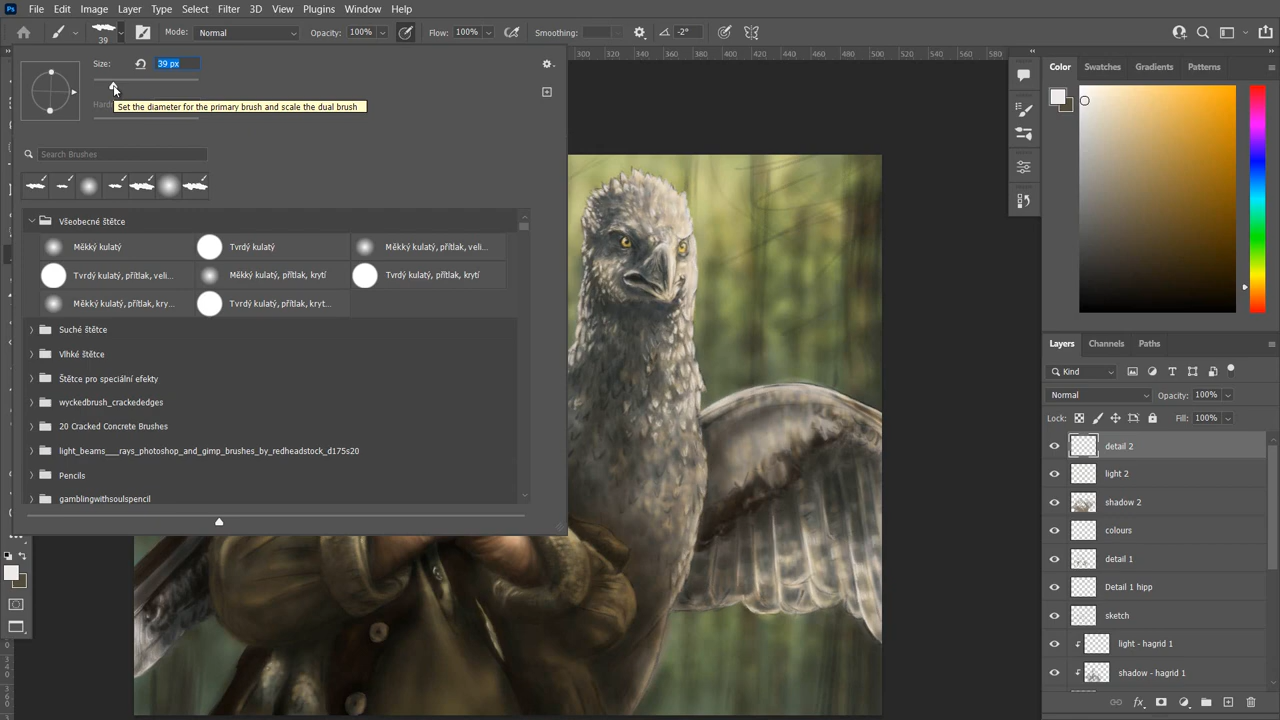 Ps File Edit Image Layer Type Select Filter 3D View Plugins Window Help
39 Mode: Normal Opacity: 100% Flow: 100% Smoothing: -2°
300 320 340 360 380 400 420 440 460 480 500 520 540 560 580
Size: 39 px
Set the diameter for the primary brush and scale the dual brush
Search Brushes
Všeobecné štětce
Měkký kulatý
Tvrdý kulatý
Měkký kulatý, přítlak, veli...
Tvrdý kulatý, přítlak, veli...
Měkký kulatý, přítlak, krytí
Tvrdý kulatý, přítlak, krytí
Měkký kulatý, přítlak, kry...
Tvrdý kulatý, přítlak, kryt...
Suché štětce
Vlhké štětce
Štětce pro speciální efekty
wyckedbrush_crackededges
20 Cracked Concrete Brushes
light_beams___rays_photoshop_and_gimp_brushes_by_redheadstock_d175s20
Pencils
gamblingwithsoulspencil
Color Swatches Gradients Patterns
Layers Channels Paths
Kind
Normal Opacity: 100%
Lock: Fill: 100%
detail 2
light 2
shadow 2
colours
detail 1
Detail 1 hipp
sketch
light - hagrid 1
shadow - hagrid 1
fx